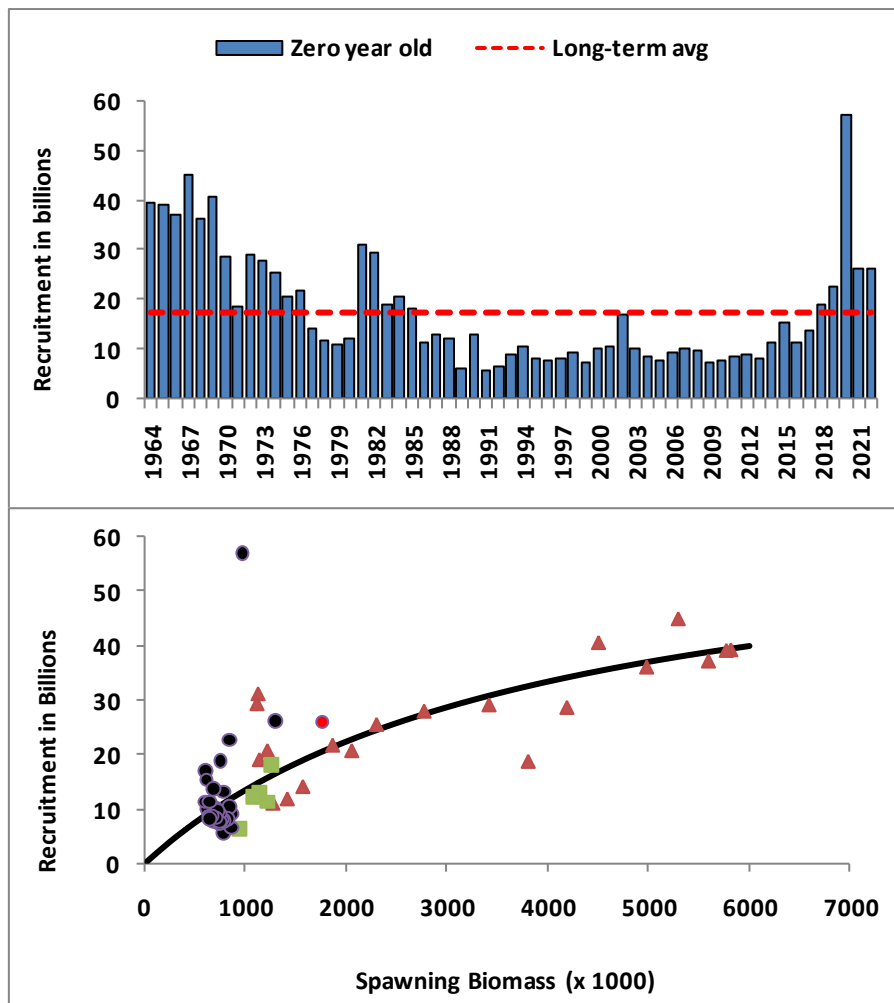 Zero year old Long-term avg
Recruitment in billions
60
50
40
30
20
10
0
1964 1967 1970 1973 1976 1979 1982 1985 1988 1991 1994 1997 2000 2003 2006 2009 2012 2015 2018 2021
Recruitment in Billions
60
50
40
30
20
10
0
0 1000 2000 3000 4000 5000 6000 7000
Spawning Biomass (x 1000)